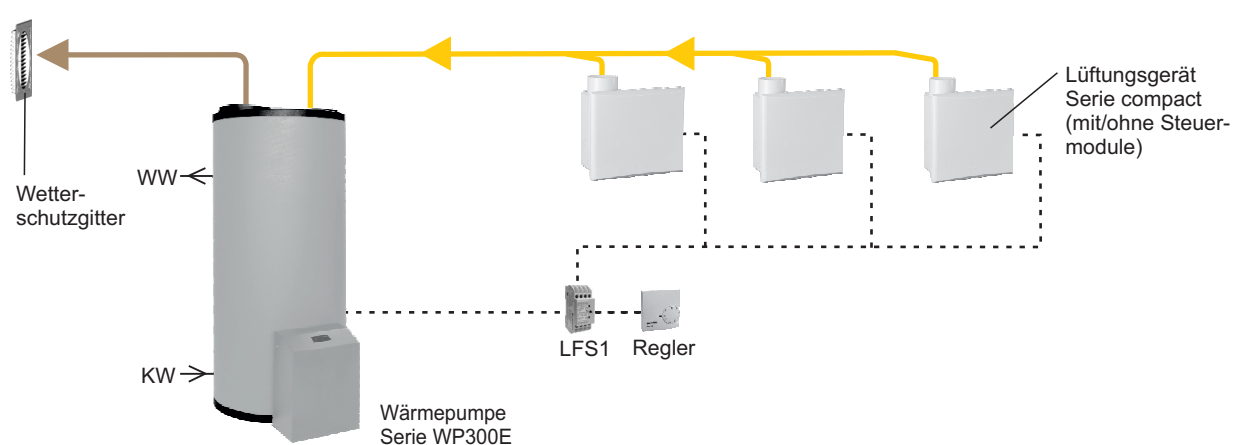 Lüftungsgerät
Serie compact
(mit/ohne Steuer-
module)
WW
Wetter-
schutzgitter
LFS1
Regler
KW
Wärmepumpe
Serie WP300E